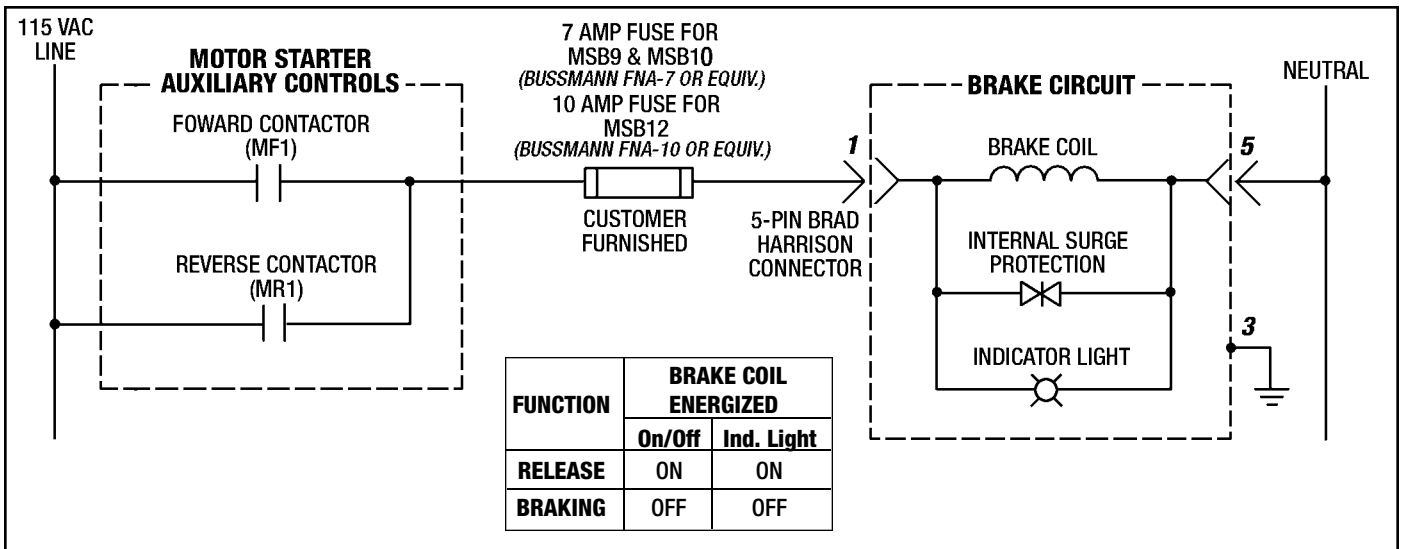 115 VAC
LINE
MOTOR STARTER
AUXILIARY CONTROLS
FOWARD CONTACTOR
(MF1)
REVERSE CONTACTOR
(MR1)
7 AMP FUSE FOR
MSB9 & MSB10
(BUSSMANN FNA-7 OR EQUIV.)
10 AMP FUSE FOR
MSB12
(BUSSMANN FNA-10 OR EQUIV.)
CUSTOMER
FURNISHED
1
5-PIN BRAD
HARRISON
CONNECTOR
BRAKE CIRCUIT
BRAKE COIL
INTERNAL SURGE
PROTECTION
INDICATOR LIGHT
5
3
NEUTRAL
FUNCTION
BRAKE COIL
ENERGIZED
On/Off Ind. Light
RELEASE ON ON
BRAKING OFF OFF